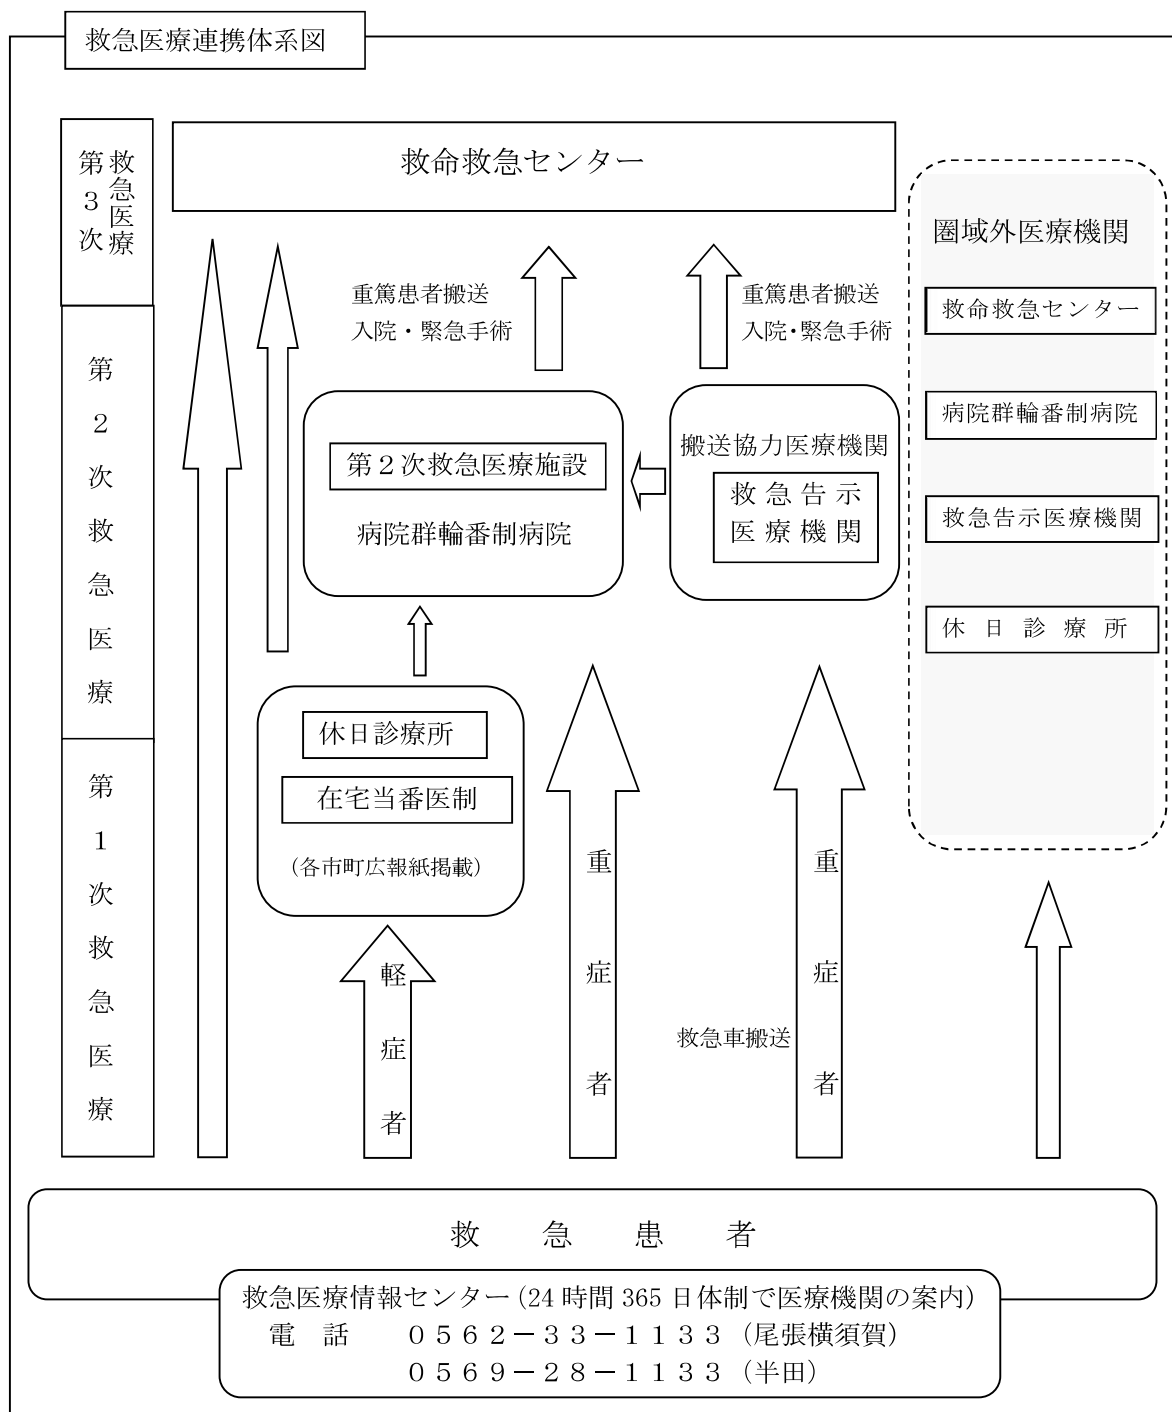 救急医療連携体系図
第３次
救急医療
救命救急センター
圏域外医療機関
救命救急センター
病院群輪番制病院
救急告示医療機関
休日診療所
重篤患者搬送
入院・緊急手術
重篤患者搬送
入院・緊急手術
第２次救急医療
第２次救急医療施設
病院群輪番制病院
搬送協力医療機関
救急告示
医療機関
第１次救急医療
休日診療所
在宅当番医制
（各市町広報紙掲載）
軽症者
重症者
救急車搬送
重症者
救急患者
救急医療情報センター（24 時間 365 日体制で医療機関の案内）
電　話　　０５６２－３３－１１３３（尾張横須賀）
０５６９－２８－１１３３（半田）